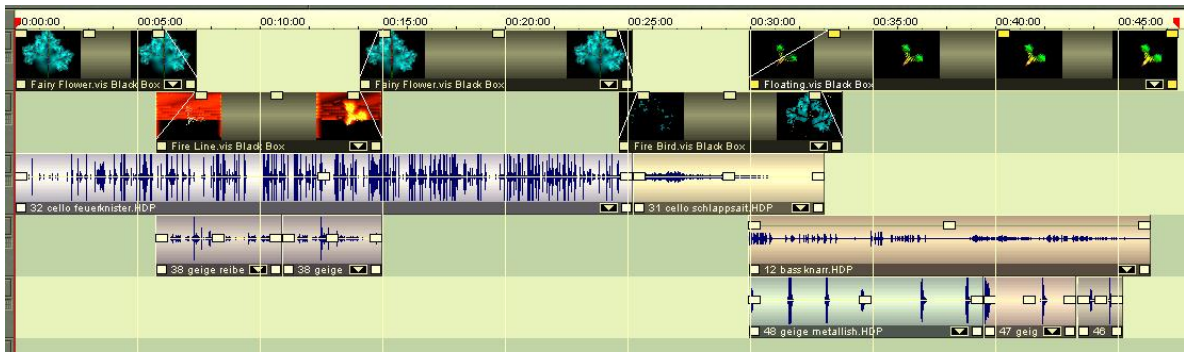 00:00:00 00:05:00 00:10:00 00:15:00 00:20:00 00:25:00 00:30:00 00:35:00 00:40:00 00:45:00
Fairy Flower.vis Black Box Fairy Flower.vis Black Box Floating.vis Black Box
Fire Line.vis Black Box Fire Bird.vis Black Box
32 cello feuerknister.HDP 31 cello schlappsait.HDP
38 geige reibe 38 geige 12 bass knarr.HDP
48 geige metallish.HDP 47 geig 46